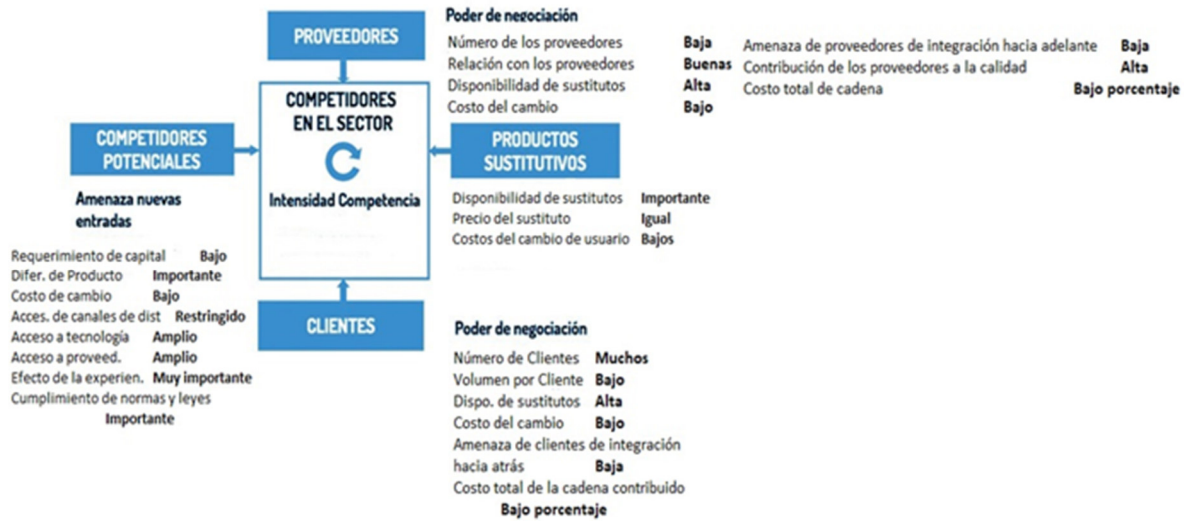 PROVEEDORES
Poder de negociación
Número de los proveedores Baja
Relación con los proveedores Buenas
Disponibilidad de sustitutos Alta
Costo del cambio Bajo
Amenaza de proveedores de integración hacia adelante Baja
Contribución de los proveedores a la calidad Alta
Costo total de cadena Bajo porcentaje
COMPETIDORES
EN EL SECTOR
Intensidad Competencia
COMPETIDORES
POTENCIALES
Amenaza nuevas
entradas
Requerimiento de capital Bajo
Difer. de Producto Importante
Costo de cambio Bajo
Acces. de canales de dist Restringido
Acceso a tecnología Amplio
Acceso a proveed. Amplio
Efecto de la experien. Muy importante
Cumplimiento de normas y leyes
Importante
PRODUCTOS
SUSTITUTIVOS
Disponibilidad de sustitutos Importante
Precio del sustituto Igual
Costos del cambio de usuario Bajos
CLIENTES
Poder de negociación
Número de Clientes Muchos
Volumen por Cliente Bajo
Dispo. de sustitutos Alta
Costo del cambio Bajo
Amenaza de clientes de integración
hacia atrás Baja
Costo total de la cadena contribuido
Bajo porcentaje